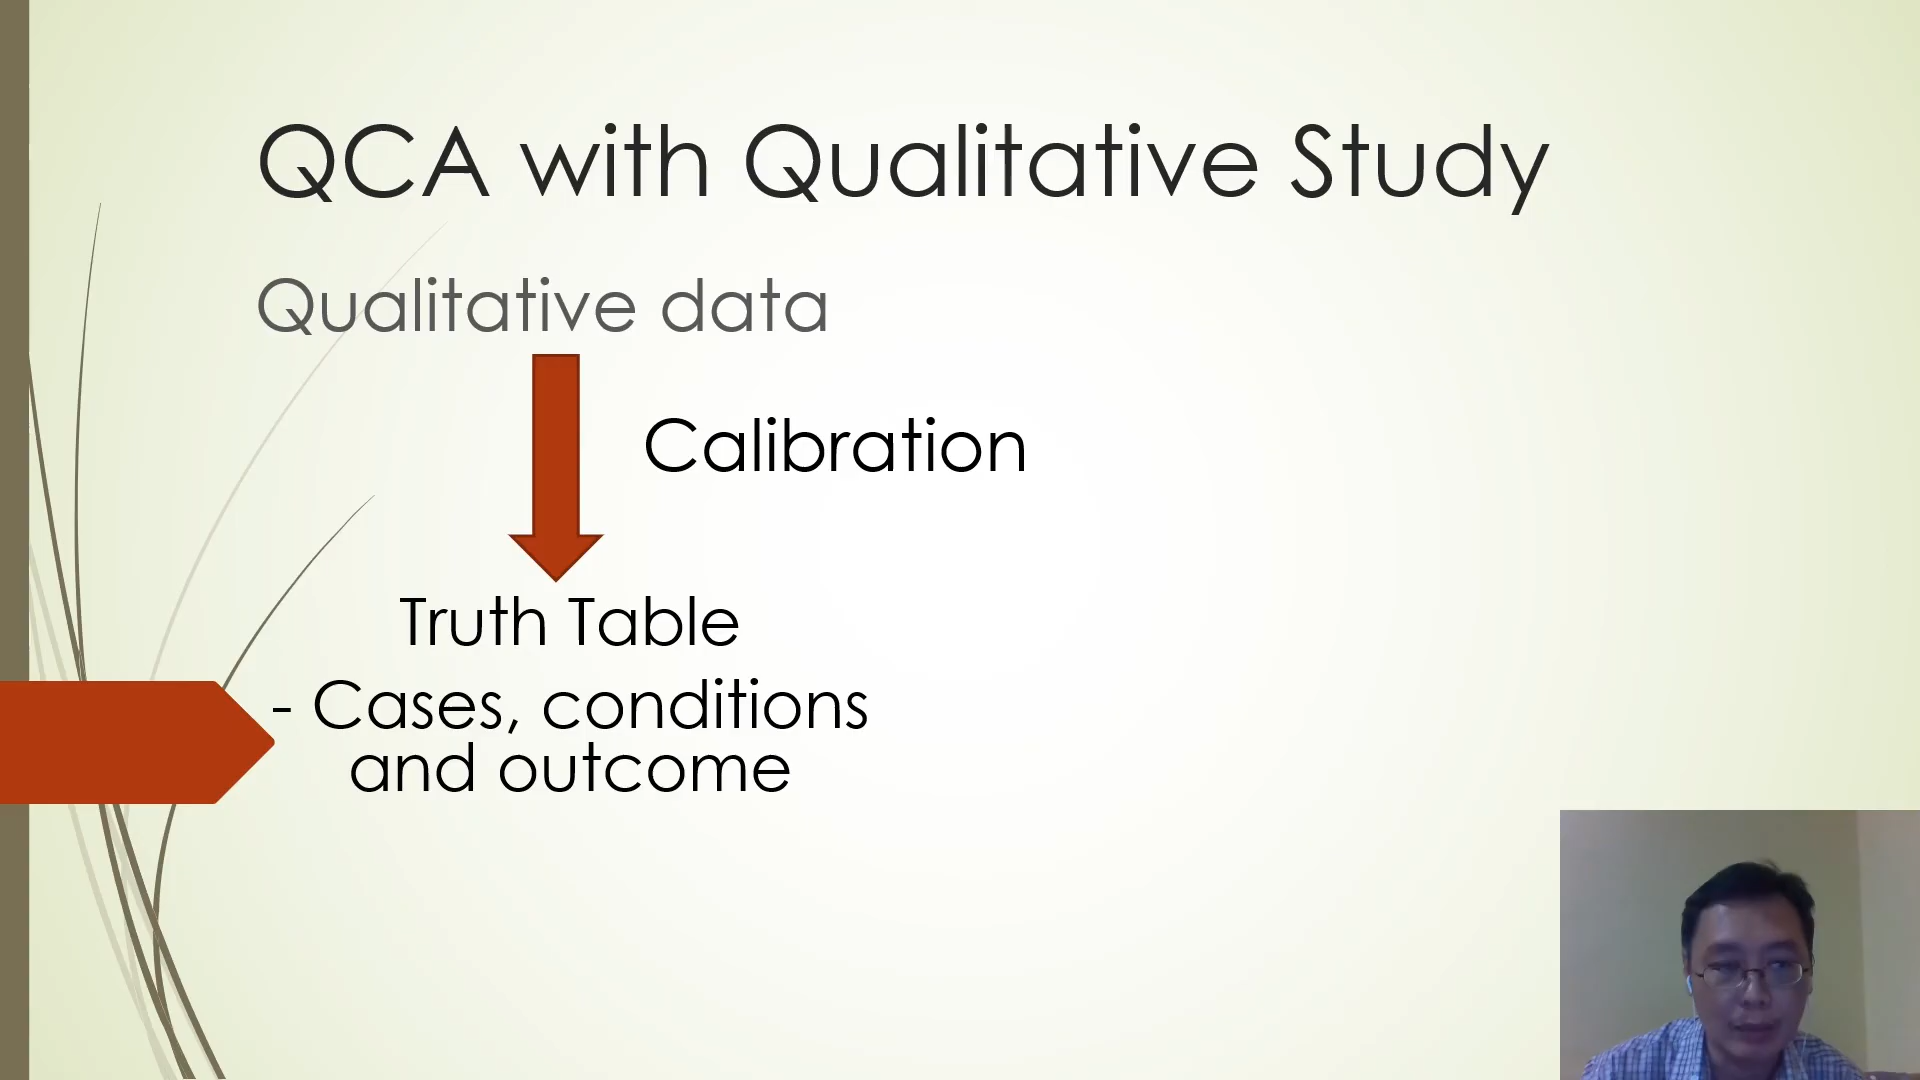 QCA with Qualitative Study
Qualitative data
Calibration
Truth Table
- Cases, conditions
and outcome